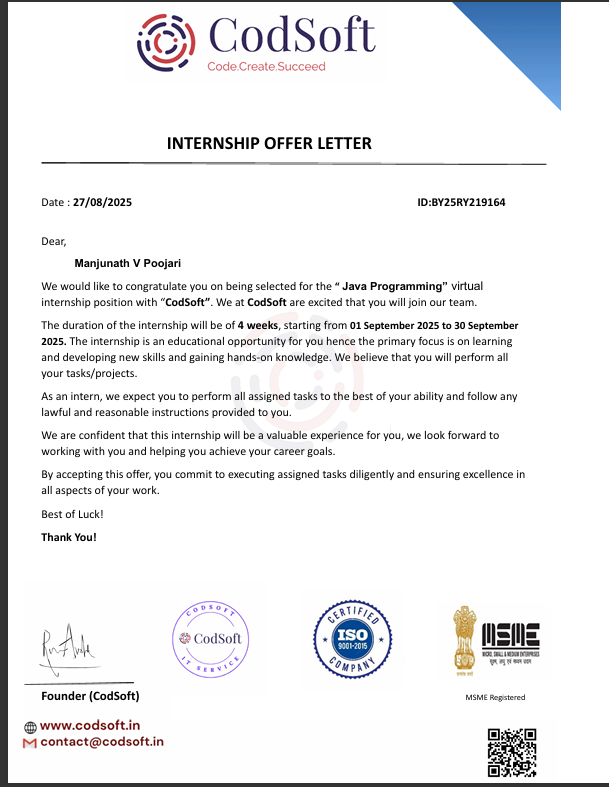 CodSoft
Code.Create.Succeed
INTERNSHIP OFFER LETTER
Date : 27/08/2025 ID:BY25RY219164
Dear,
Manjunath V Poojari
We would like to congratulate you on being selected for the “ Java Programming” virtual
internship position with “CodSoft”. We at CodSoft are excited that you will join our team.
The duration of the internship will be of 4 weeks, starting from 01 September 2025 to 30 September
2025. The internship is an educational opportunity for you hence the primary focus is on learning
and developing new skills and gaining hands-on knowledge. We believe that you will perform all
your tasks/projects.
As an intern, we expect you to perform all assigned tasks to the best of your ability and follow any
lawful and reasonable instructions provided to you.
We are confident that this internship will be a valuable experience for you, we look forward to
working with you and helping you achieve your career goals.
By accepting this offer, you commit to executing assigned tasks diligently and ensuring excellence in
all aspects of your work.
Best of Luck!
Thank You!
CODSOFT
CodSoft
IT SERVICE
CERTIFIED
ISO
9001-2015
COMPANY
MSME
MICRO, SMALL & MEDIUM ENTERPRISES
सूक्ष्म, लघु एवं मध्यम उद्यम
Founder (CodSoft)
MSME Registered
www.codsoft.in
contact@codsoft.in